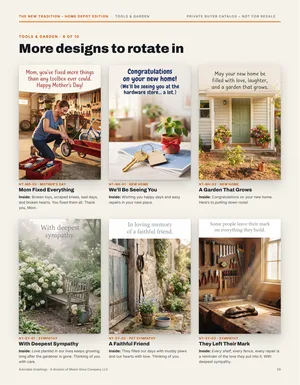 THE NEW TRADITION – HOME DEPOT EDITION · TOOLS & GARDEN
PRIVATE BUYER CATALOG – NOT FOR RESALE
TOOLS & GARDEN · 6 OF 10
More designs to rotate in
Mom, you've fixed more things
than any toolbox ever could.
Happy Mother's Day!
Congratulations
on your new home!
(We'll be seeing you at the
hardware store... a lot.)
May your new home be
filled with love, laughter,
and a garden that grows.
MOTHER'S DAY
Mom Fixed Everything
Inside: Broken toys, scraped knees, bad days,
and broken hearts. You fixed them all. Thank
you, Mom.
NEW HOME
We'll Be Seeing You
Inside: Wishing you happy days and easy
repairs in your new place.
NEW HOME
A Garden That Grows
Inside: Congratulations on your new home.
Here's to putting down roots!
With deepest
sympathy.
In loving memory
of a faithful friend.
Some people leave their mark
on everything they build.
SYMPATHY
With Deepest Sympathy
Inside: Love planted in our lives keeps growing,
long after the gardener is gone. Thinking of you
with care.
PET SYMPATHY
A Faithful Friend
Inside: They filled our days with muddy paws
and our hearts with love. Thinking of you.
SYMPATHY
They Left Their Mark
Inside: Every shelf, every fence, every repair is
a reminder of the love they put into it. With
deepest sympathy.